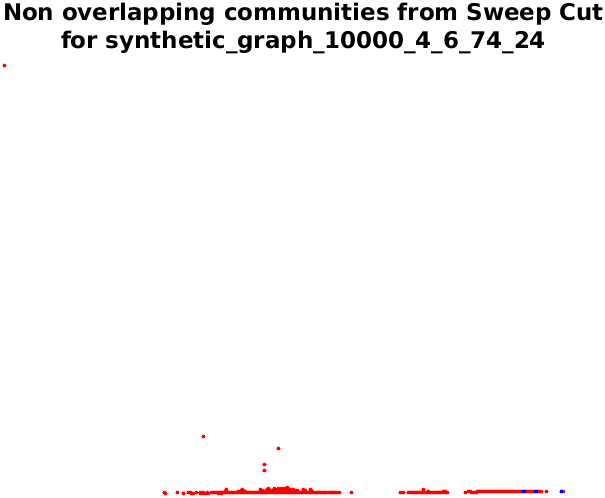 Non overlapping communities from Sweep Cut
for synthetic_graph_10000_4_6_74_24